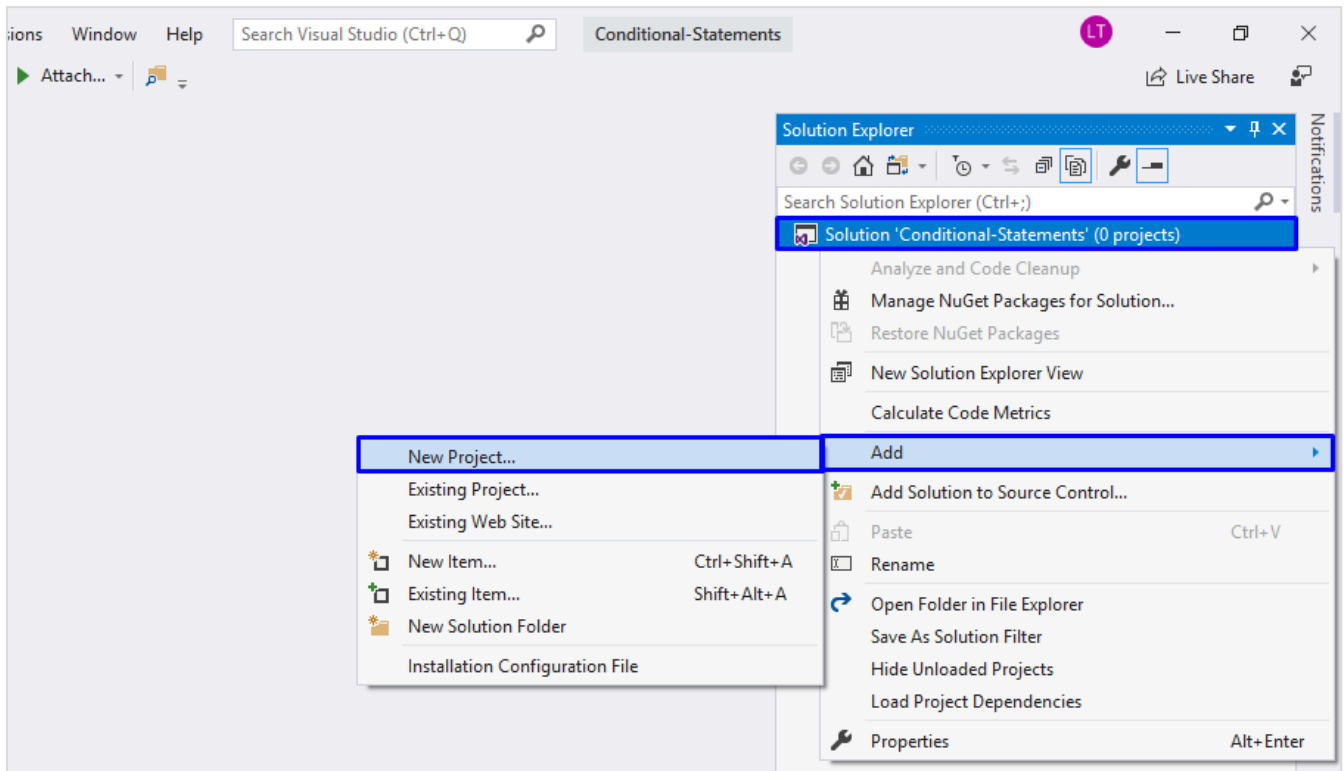 ions Window Help Search Visual Studio (Ctrl+Q) Conditional-Statements LT
Attach... Live Share
Solution Explorer
Notifications
Search Solution Explorer (Ctrl+;)
Solution 'Conditional-Statements' (0 projects)
Analyze and Code Cleanup
Manage NuGet Packages for Solution...
Restore NuGet Packages
New Solution Explorer View
Calculate Code Metrics
Add
Add Solution to Source Control...
Paste Ctrl+V
Rename
Open Folder in File Explorer
Save As Solution Filter
Hide Unloaded Projects
Load Project Dependencies
Properties Alt+Enter
New Project...
Existing Project...
Existing Web Site...
New Item... Ctrl+Shift+A
Existing Item... Shift+Alt+A
New Solution Folder
Installation Configuration File